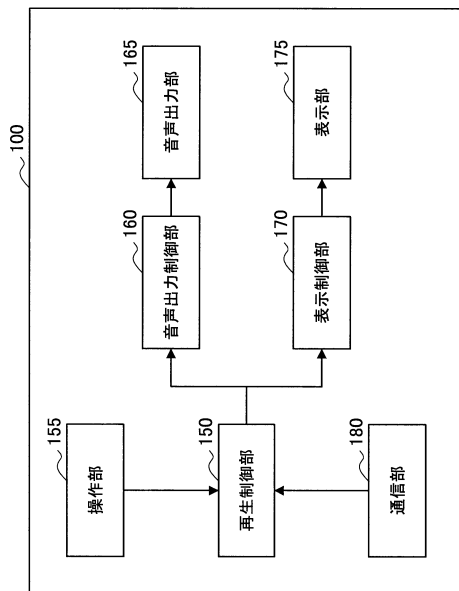 100
155
操作部
150
再生制御部
180
通信部
160
音声出力制御部
170
表示制御部
165
音声出力部
175
表示部